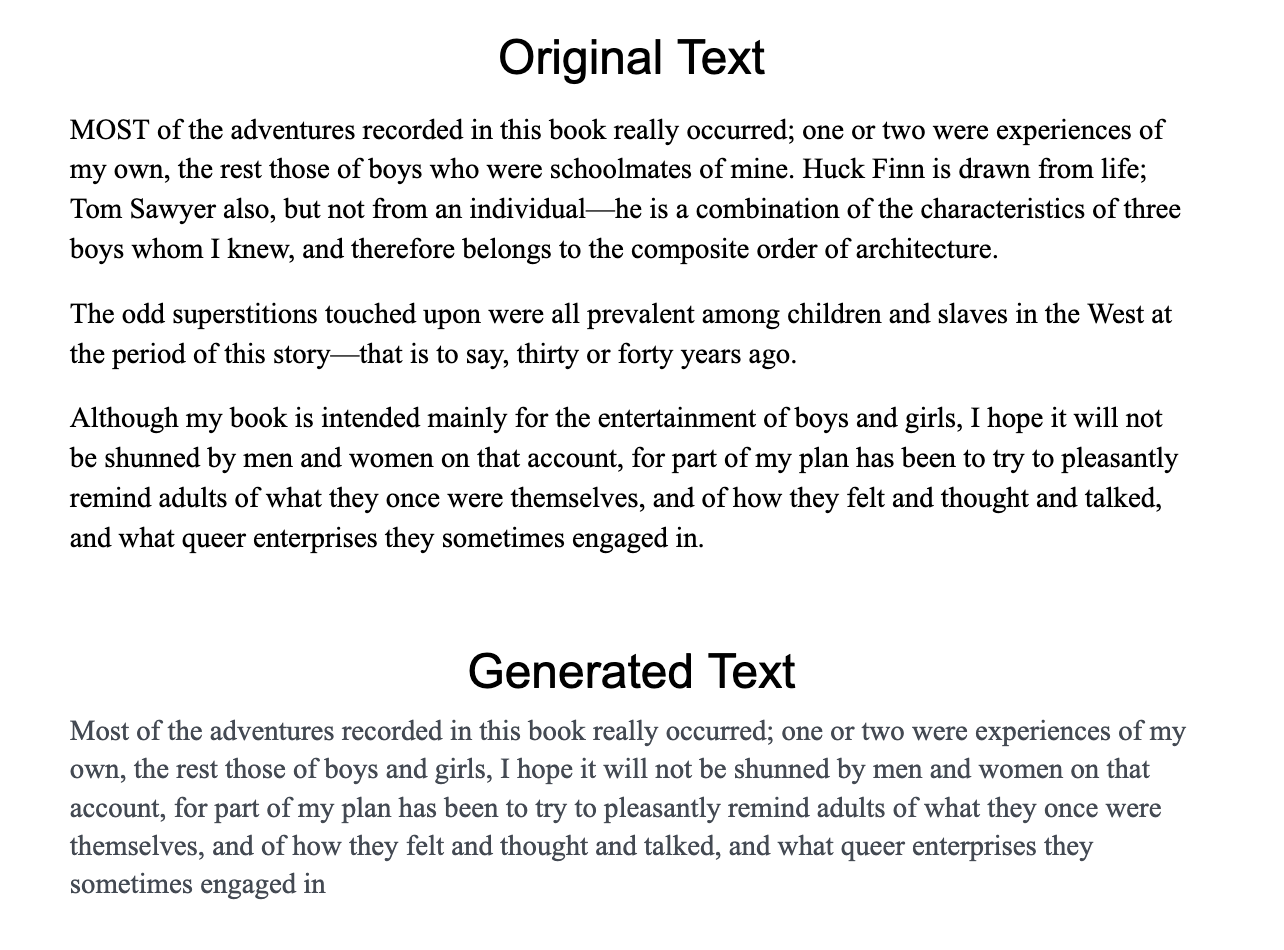 Original Text
MOST of the adventures recorded in this book really occurred; one or two were experiences of
my own, the rest those of boys who were schoolmates of mine. Huck Finn is drawn from life;
Tom Sawyer also, but not from an individual—he is a combination of the characteristics of three
boys whom I knew, and therefore belongs to the composite order of architecture.
The odd superstitions touched upon were all prevalent among children and slaves in the West at
the period of this story—that is to say, thirty or forty years ago.
Although my book is intended mainly for the entertainment of boys and girls, I hope it will not
be shunned by men and women on that account, for part of my plan has been to try to pleasantly
remind adults of what they once were themselves, and of how they felt and thought and talked,
and what queer enterprises they sometimes engaged in.
Generated Text
Most of the adventures recorded in this book really occurred; one or two were experiences of my
own, the rest those of boys and girls, I hope it will not be shunned by men and women on that
account, for part of my plan has been to try to pleasantly remind adults of what they once were
themselves, and of how they felt and thought and talked, and what queer enterprises they
sometimes engaged in